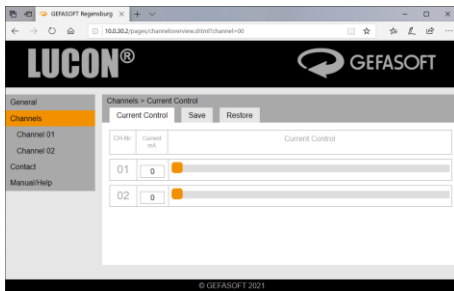 GEFASOFT Regensburg
10.0.30.2/pages/channeloverview.shtml?channel=00
LUCON®
GEFASOFT
General
Channels
Channel 01
Channel 02
Contact
Manual/Help
Channels > Current Control
Current Control
Save
Restore
CH-Nr
Current
mA
Current Control
01
0
02
0
© GEFASOFT 2021